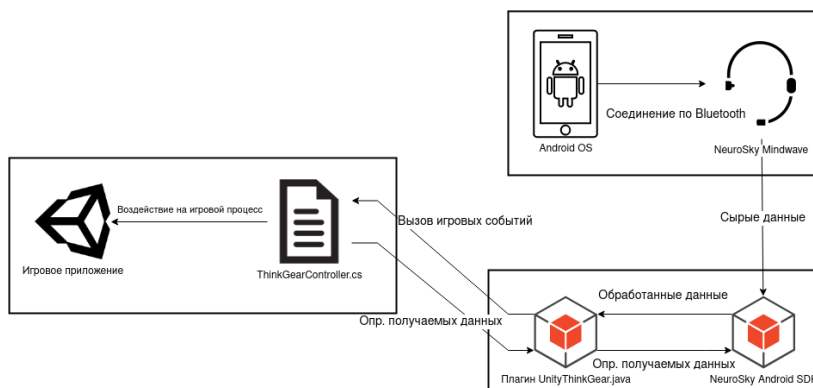 Соединение по Bluetooth
Android OS
NeuroSky Mindwave
Воздействие на игровой процесс
Вызов игровых событий
Сырые данные
Игровое приложение
ThinkGearController.cs
Обработанные данные
Опр. получаемых данных
Опр. получаемых данных
Плагин UnityThinkGear.java
NeuroSky Android SDK